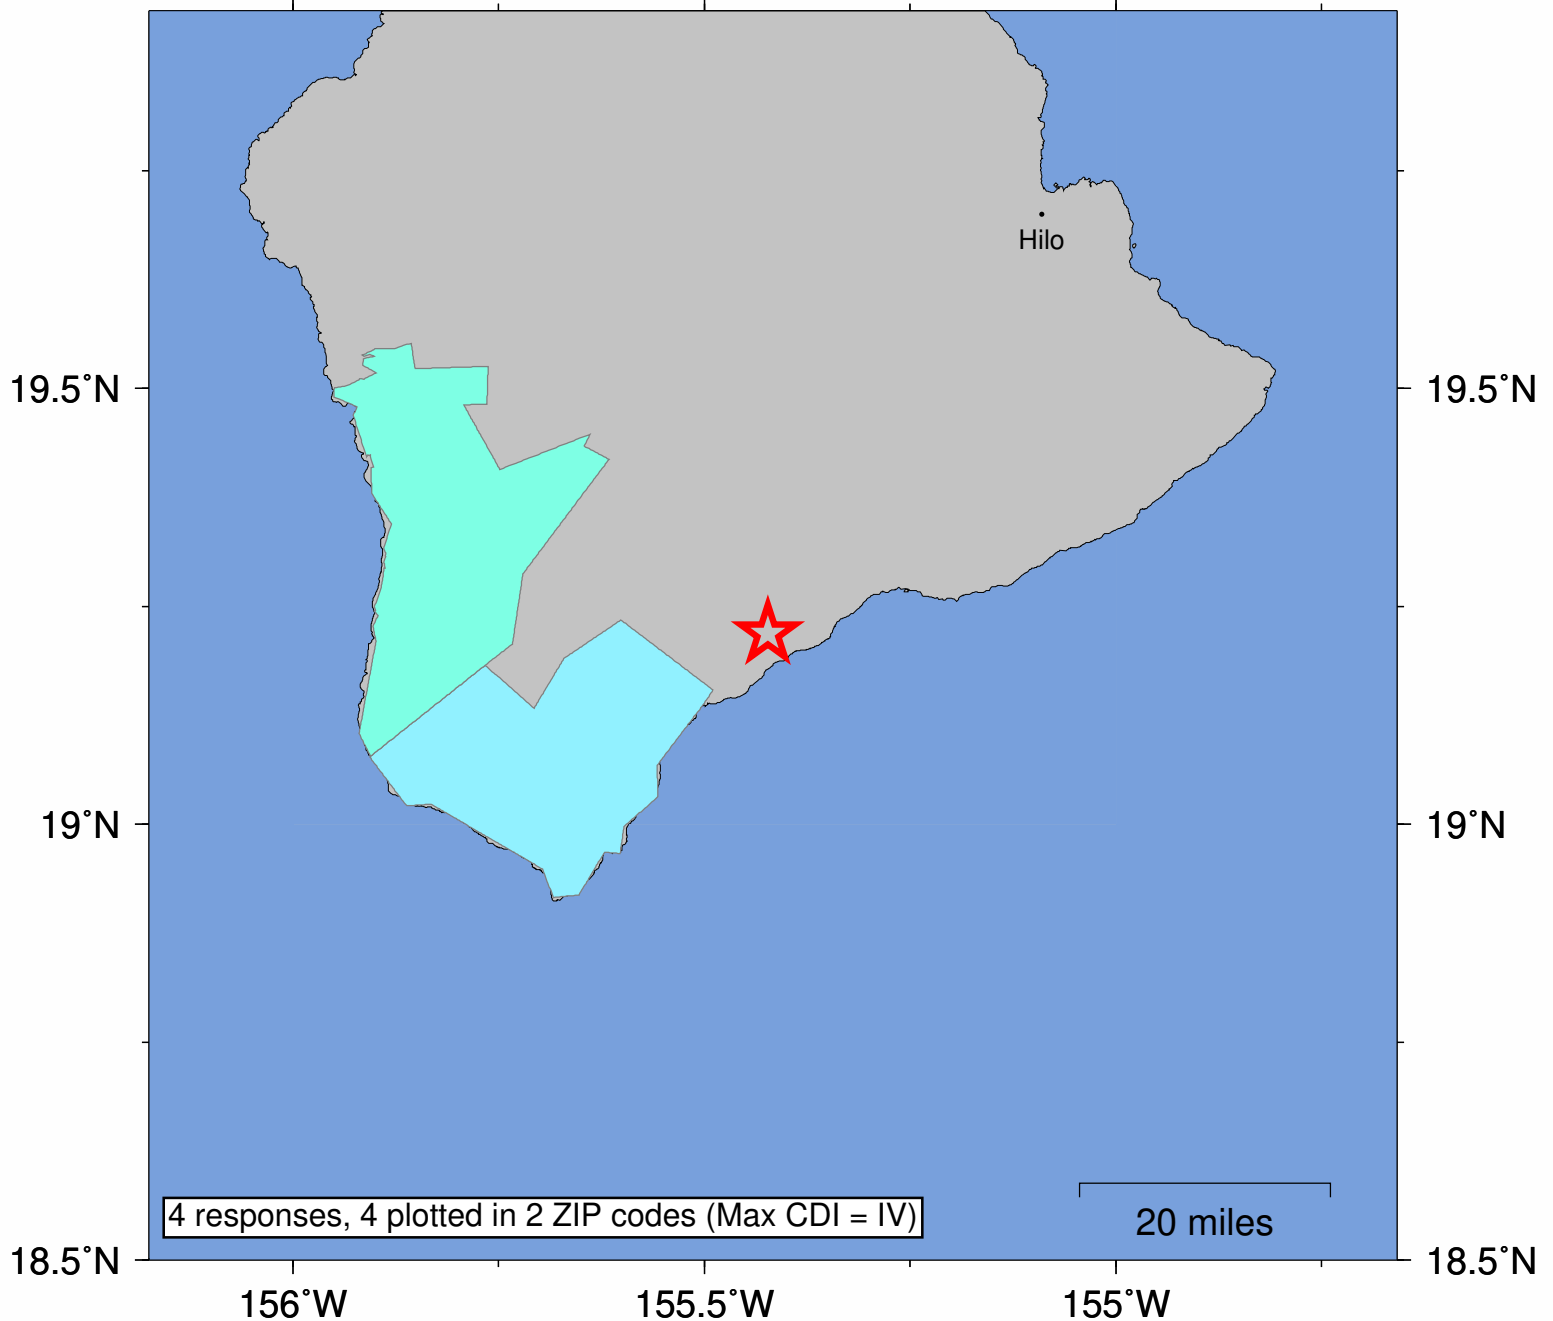 Hilo
19.5°N
19.5°N
19°N
19°N
4 responses, 4 plotted in 2 ZIP codes (Max CDI = IV)
20 miles
18.5°N
18.5°N
156°W
155.5°W
155°W